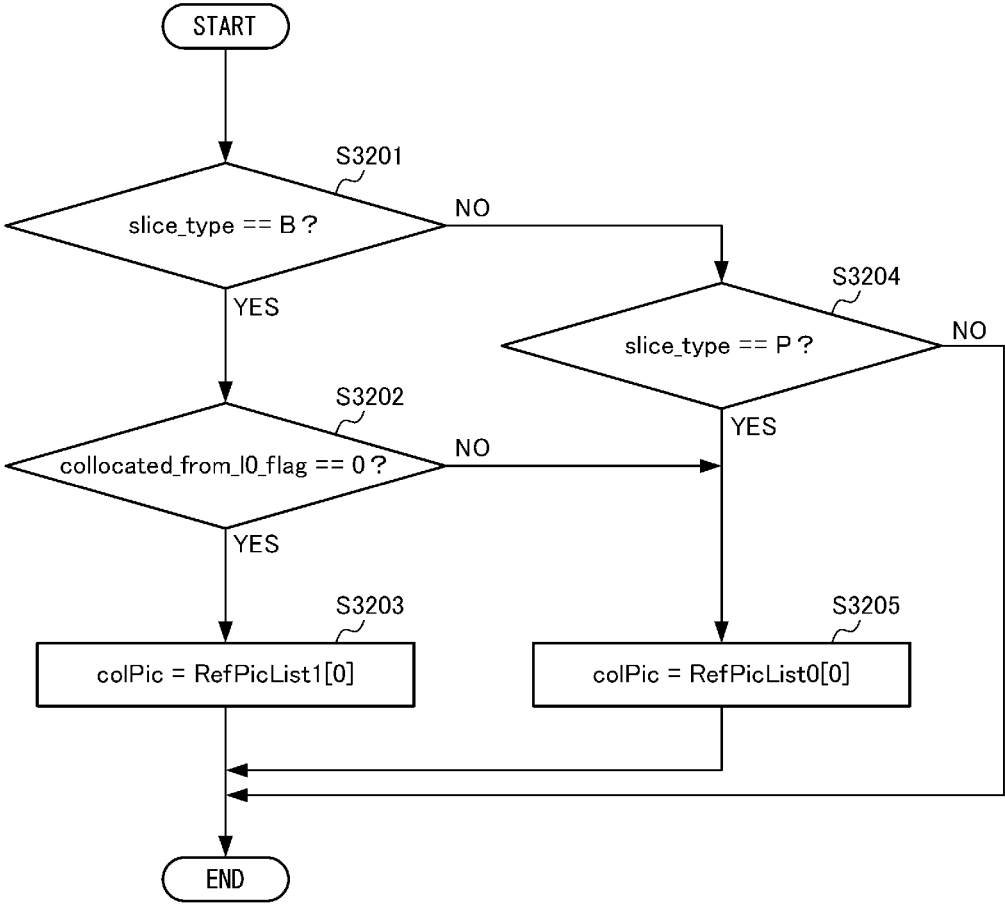 START
S3201
slice_type == B?
NO
YES
S3204
slice_type == P?
NO
YES
S3202
collocated_from_l0_flag == 0?
NO
YES
S3203
colPic = RefPicList1[0]
S3205
colPic = RefPicList0[0]
END